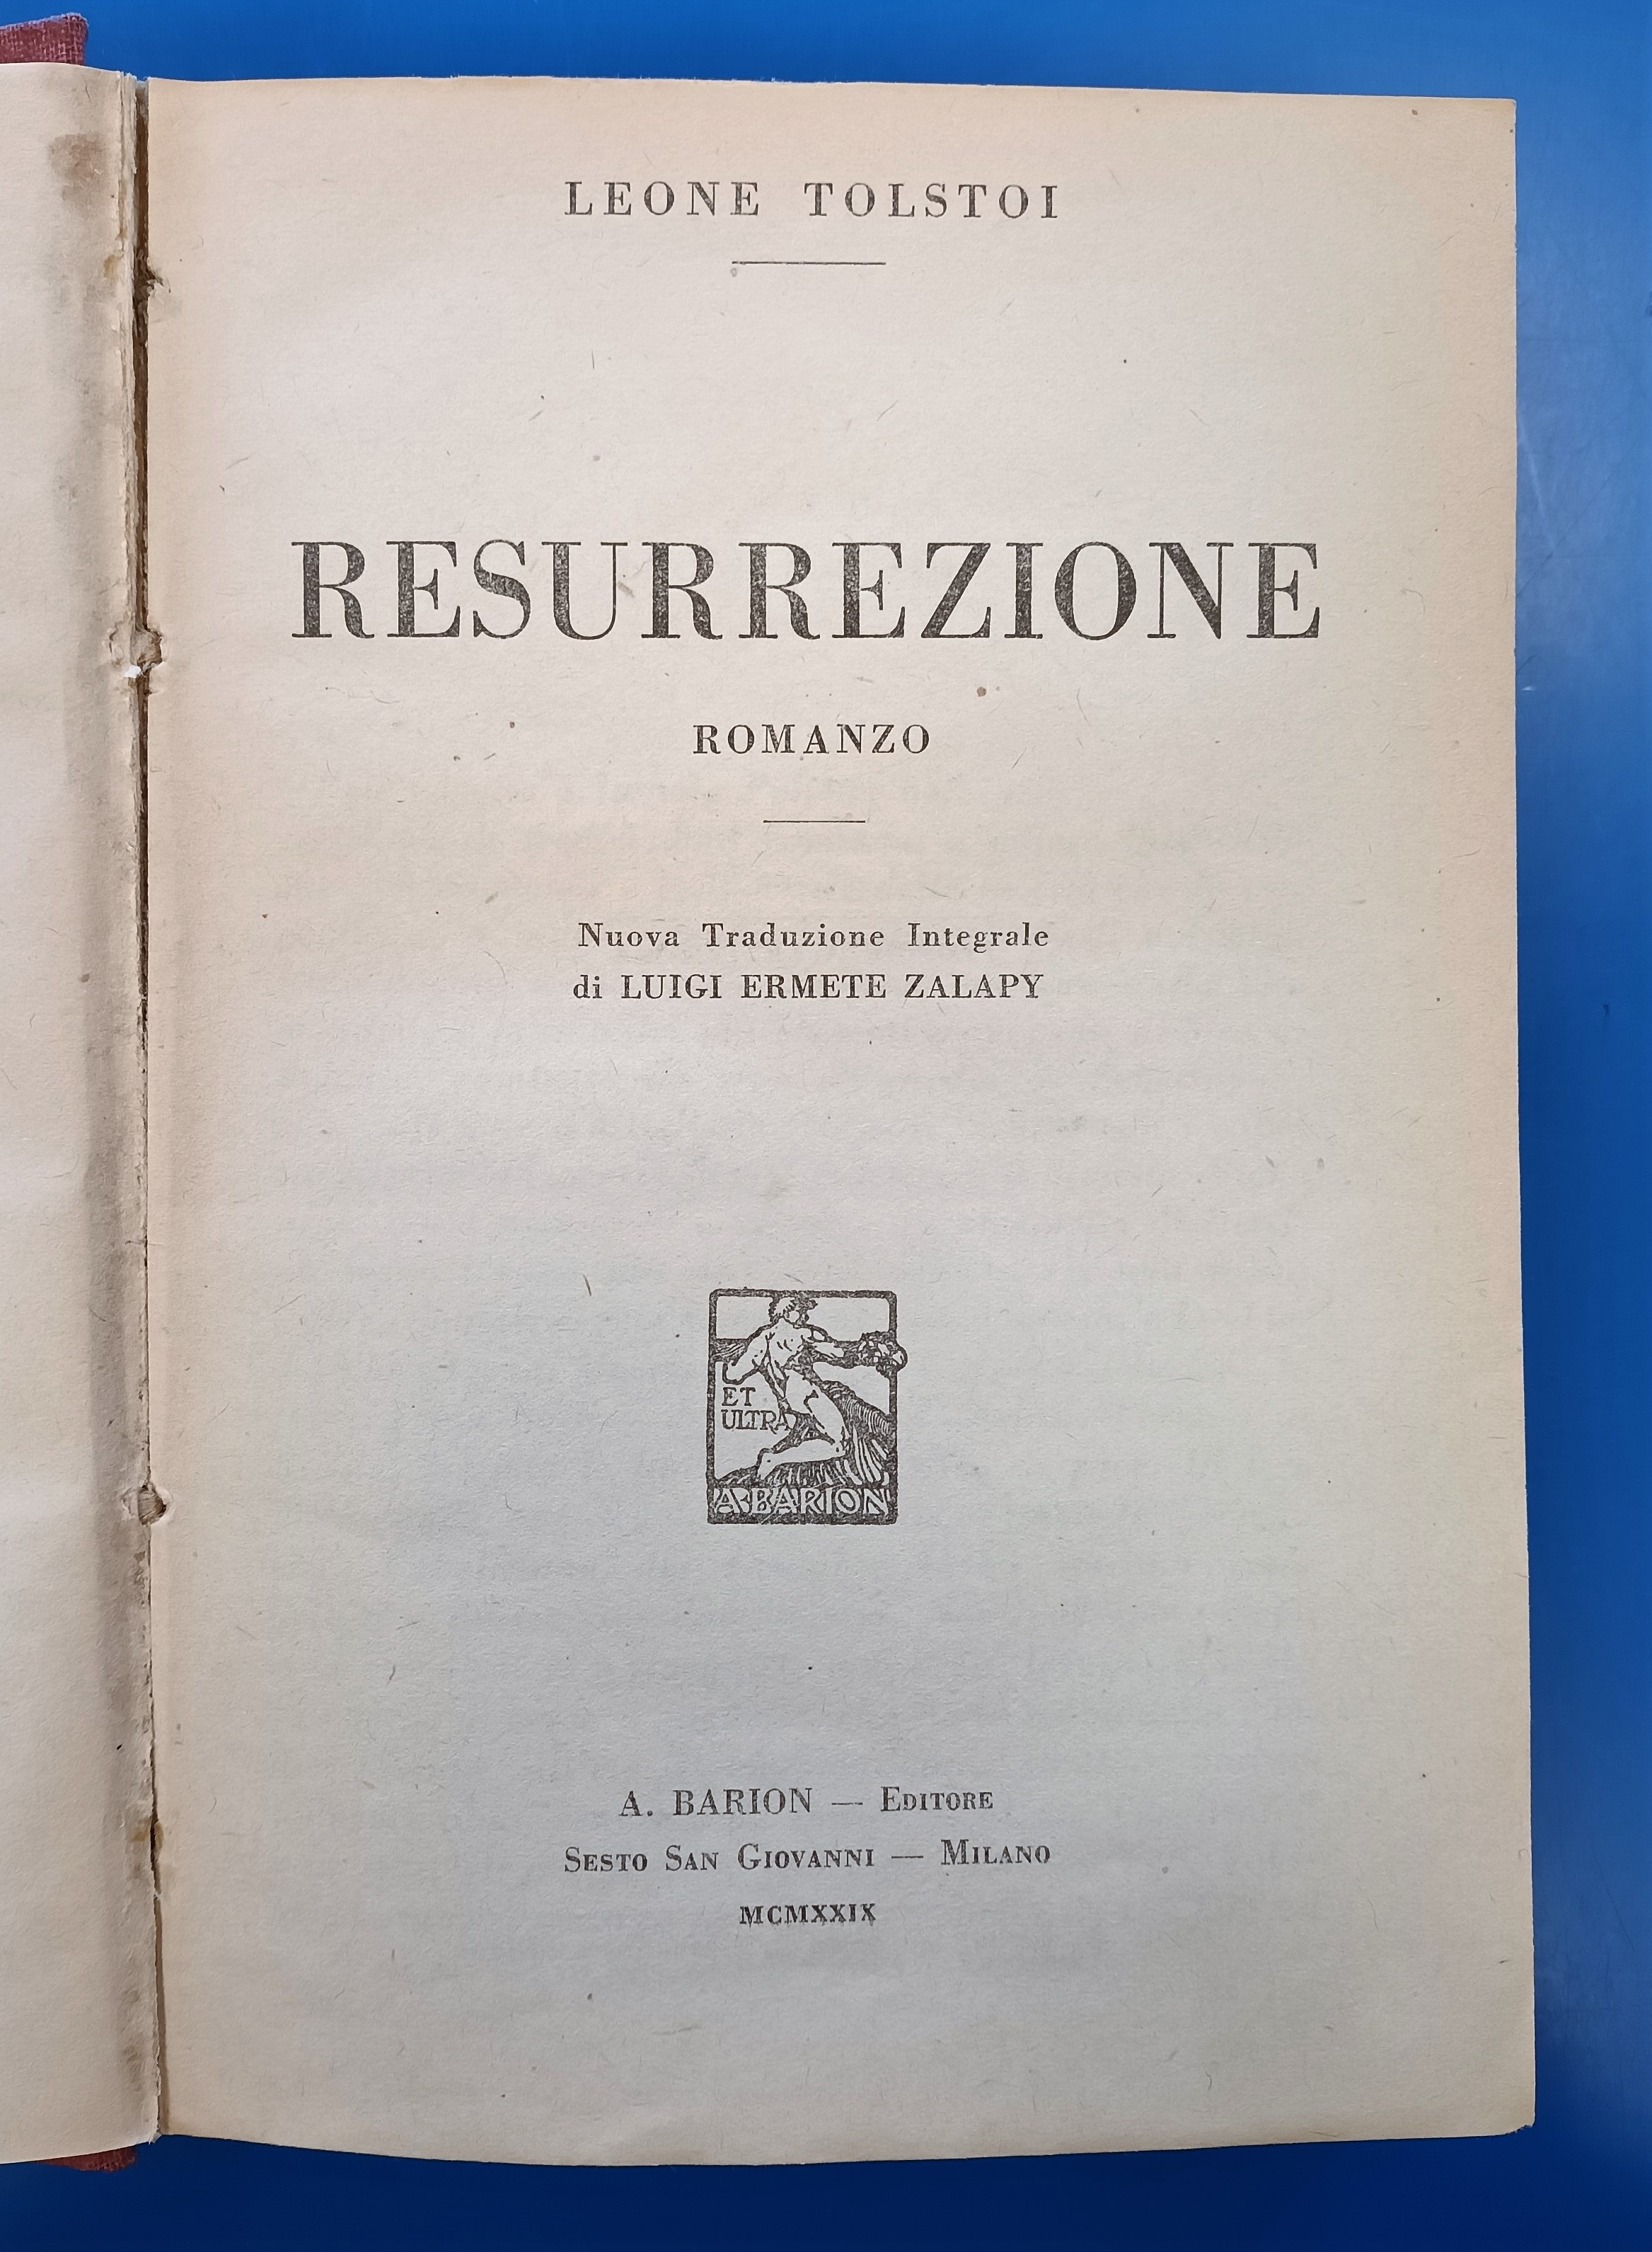 LEONE TOLSTOI
RESURREZIONE
ROMANZO
Nuova Traduzione Integrale
di LUIGI ERMETE ZALAPY
ET
ULTRA
A·BARION
A. BARION — EDITORE
SESTO SAN GIOVANNI — MILANO
MCMXXIX